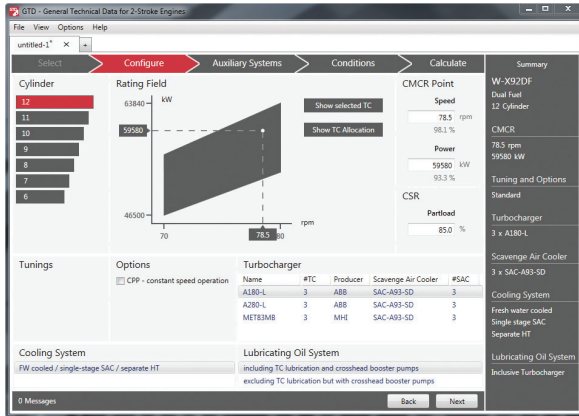 GTD - General Technical Data for 2-Stroke Engines
File View Options Help
untitled-1* × +
Select Configure Auxiliary Systems Conditions Calculate
Cylinder
12
11
10
9
8
7
6
Rating Field
63840 kW
59580
46500
70 78.5 80 rpm
Show selected TC
Show TC Allocation
CMCR Point
Speed
78.5 rpm
98.1 %
Power
59580 kW
93.3 %
CSR
Partload
85.0 %
Tunings
Options
CPP - constant speed operation
Turbocharger
Name #TC Producer Scavenge Air Cooler #SAC
A180-L 3 ABB SAC-A93-SD 3
A280-L 3 ABB SAC-A93-SD 3
MET83MB 3 MHI SAC-A93-SD 3
Cooling System
FW cooled / single-stage SAC / separate HT
Lubricating Oil System
including TC lubrication and crosshead booster pumps
excluding TC lubrication but with crosshead booster pumps
0 Messages Back Next
Summary
W-X92DF
Dual Fuel
12 Cylinder
CMCR
78.5 rpm
59580 kW
Tuning and Options
Standard
Turbocharger
3 x A180-L
Scavenge Air Cooler
3 x SAC-A93-SD
Cooling System
Fresh water cooled
Single stage SAC
Separate HT
Lubricating Oil System
Inclusive Turbocharger